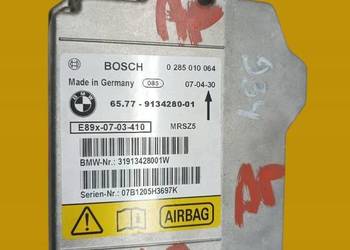 BOSCH 0 285 010 064
Made in Germany 085 07-04-30
BMW 65.77 - 9134280-01
E89x-07-03-410 MRSZ5
BMW-Nr.: 31913428001W
Serien-Nr.: 07B1205H3697K
AIRBAG